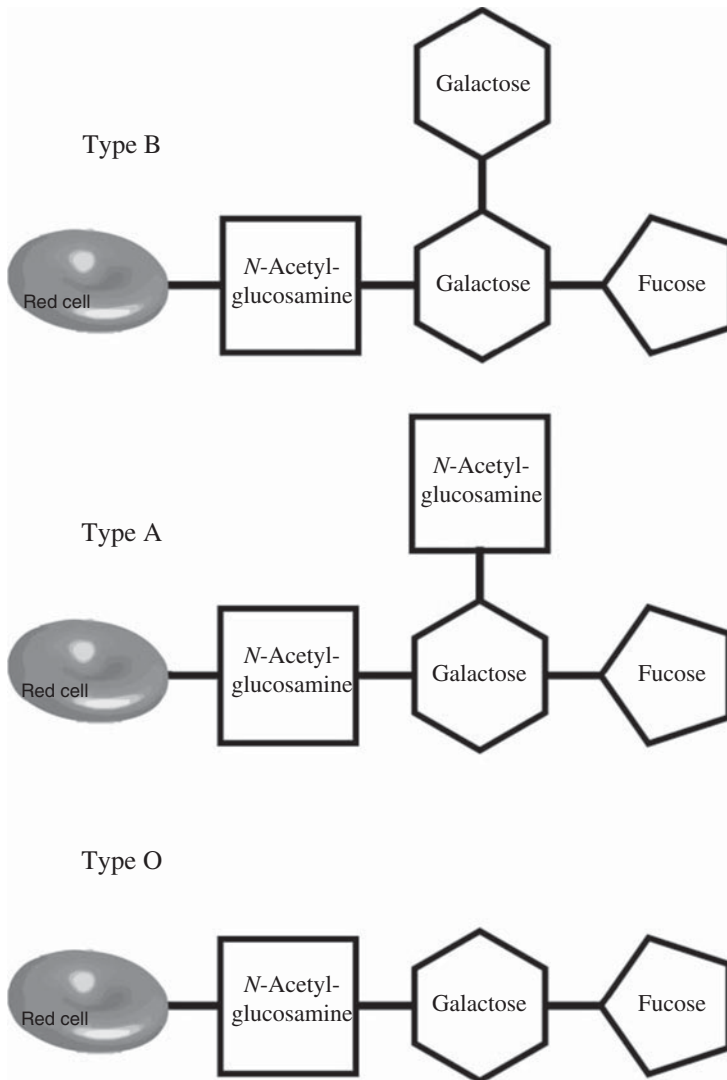 Galactose
Type B
N-Acetyl-
glucosamine
Galactose
Fucose
Red cell
N-Acetyl-
glucosamine
Type A
N-Acetyl-
glucosamine
Galactose
Fucose
Red cell
Type O
N-Acetyl-
glucosamine
Galactose
Fucose
Red cell